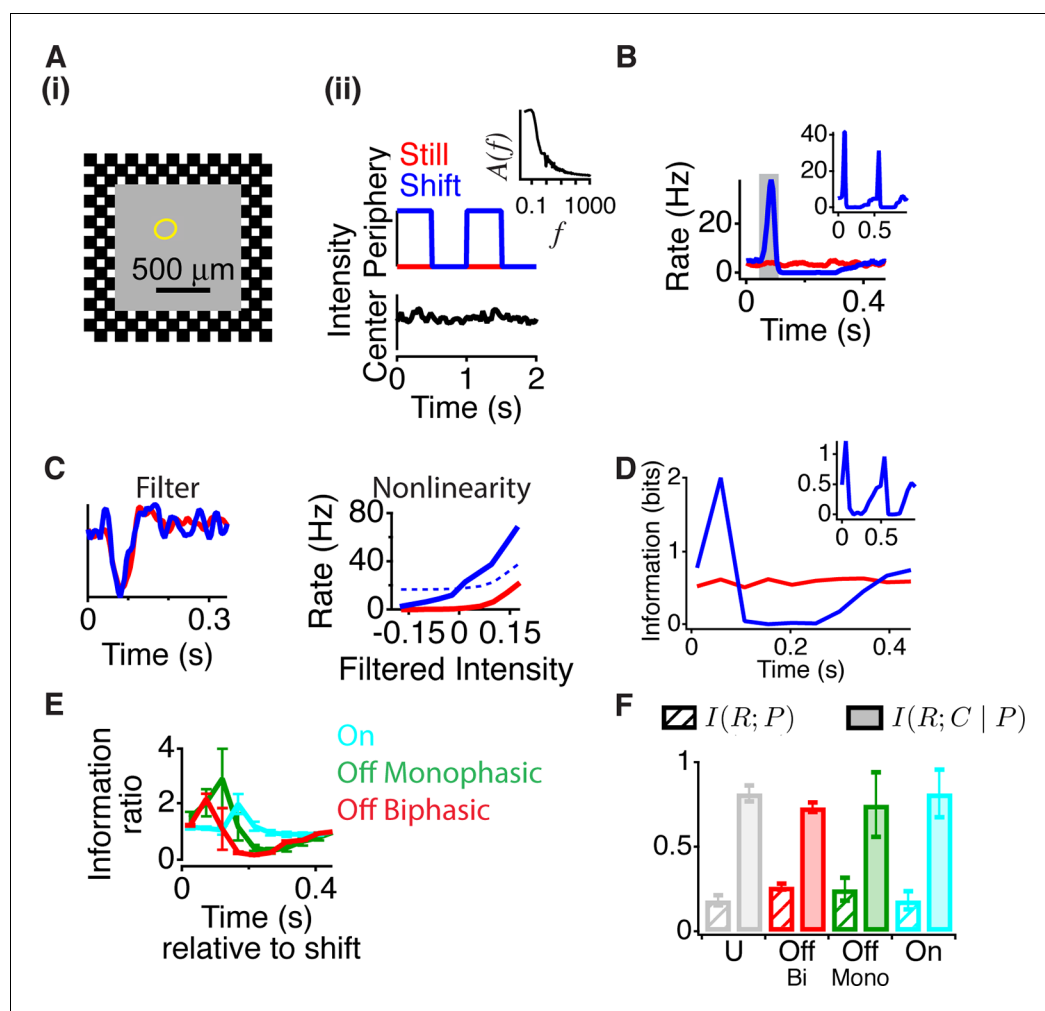 A
(i)
500 μm
(ii)
Still
Shift
A(f)
0.1 1000
f
Intensity
Center Periphery
0 1 2
Time (s)
B
Rate (Hz)
20
0
0 0.4
Time (s)
40
20
0
0 0.5
C
Filter
0 0.3
Time (s)
Nonlinearity
Rate (Hz)
80
40
0
-0.15 0 0.15
Filtered Intensity
D
Information (bits)
2
1
0
0 0.2 0.4
Time (s)
1
0
0 0.5
E
Information
ratio
4
2
0
0 0.4
Time (s)
relative to shift
On
Off Monophasic
Off Biphasic
F
I(R; P) I(R; C | P)
1
0.5
0
U Off Off On
Bi Mono